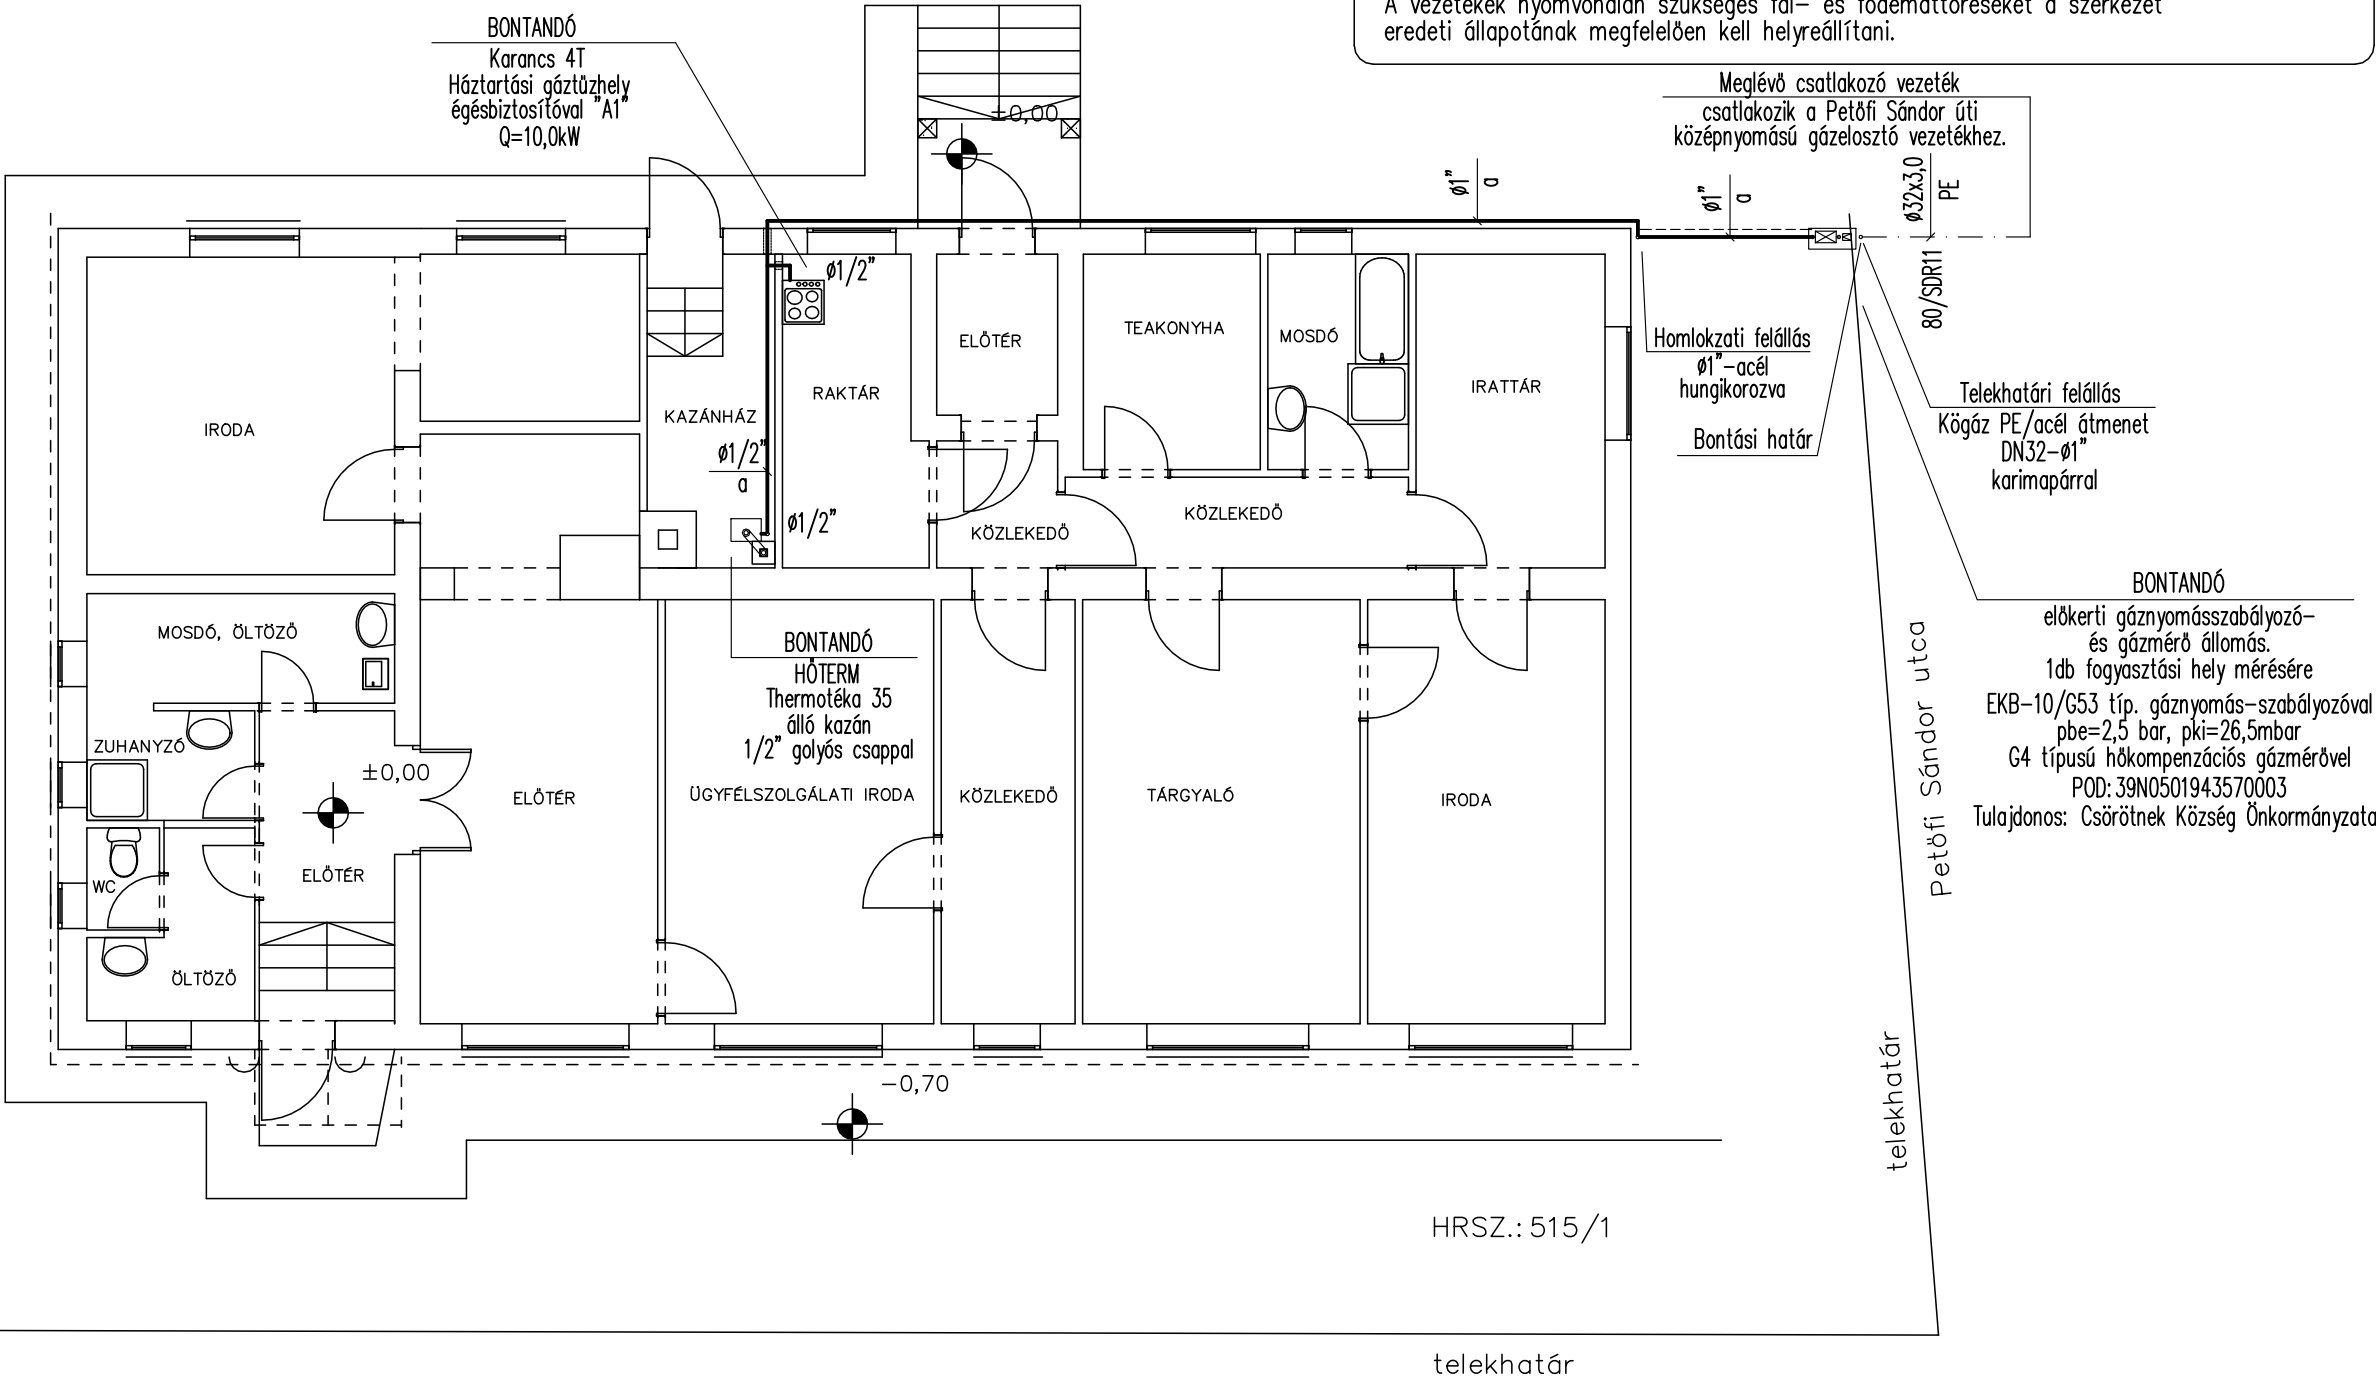 A vezetékek nyomvonalán szükséges fal- és födémáttöréseket a szerkezet
eredeti állapotának megfelelően kell helyreállítani.
BONTANDÓ
Karancs 4T
Háztartási gáztűzhely
égésbiztosítóval "A1"
Q=10,0kW
±0,00
Meglévő csatlakozó vezeték
csatlakozik a Petőfi Sándor úti
középnyomású gázelosztó vezetékhez.
ø1"
a
ø1"
a
ø32x3,0
PE
80/SDR11
ø1/2"
IRODA
KAZÁNHÁZ
RAKTÁR
ELŐTÉR
TEAKONYHA
MOSDÓ
IRATTÁR
ø1/2"
a
ø1/2"
KÖZLEKEDŐ
KÖZLEKEDŐ
Homlokzati felállás
ø1"-acél
hungikorozva
Bontási határ
Telekhatári felállás
Kögáz PE/acél átmenet
DN32-ø1"
karimapárral
BONTANDÓ
előkerti gáznyomásszabályozó-
és gázmérő állomás.
1db fogyasztási hely mérésére
EKB-10/G53 típ. gáznyomás-szabályozóval
pbe=2,5 bar, pki=26,5mbar
G4 típusú hőkompenzációs gázmérővel
POD:39N0501943570003
Tulajdonos: Csörötnek Község Önkormányzata
MOSDÓ, ÖLTÖZŐ
BONTANDÓ
HŐTERM
Thermotéka 35
álló kazán
1/2" golyós csappal
ZUHANYZÓ
±0,00
ELŐTÉR
ÜGYFÉLSZOLGÁLATI IRODA
KÖZLEKEDŐ
TÁRGYALÓ
IRODA
WC
ELŐTÉR
ÖLTÖZŐ
Petőfi Sándor utca
telekhatár
-0,70
HRSZ.: 515/1
telekhatár